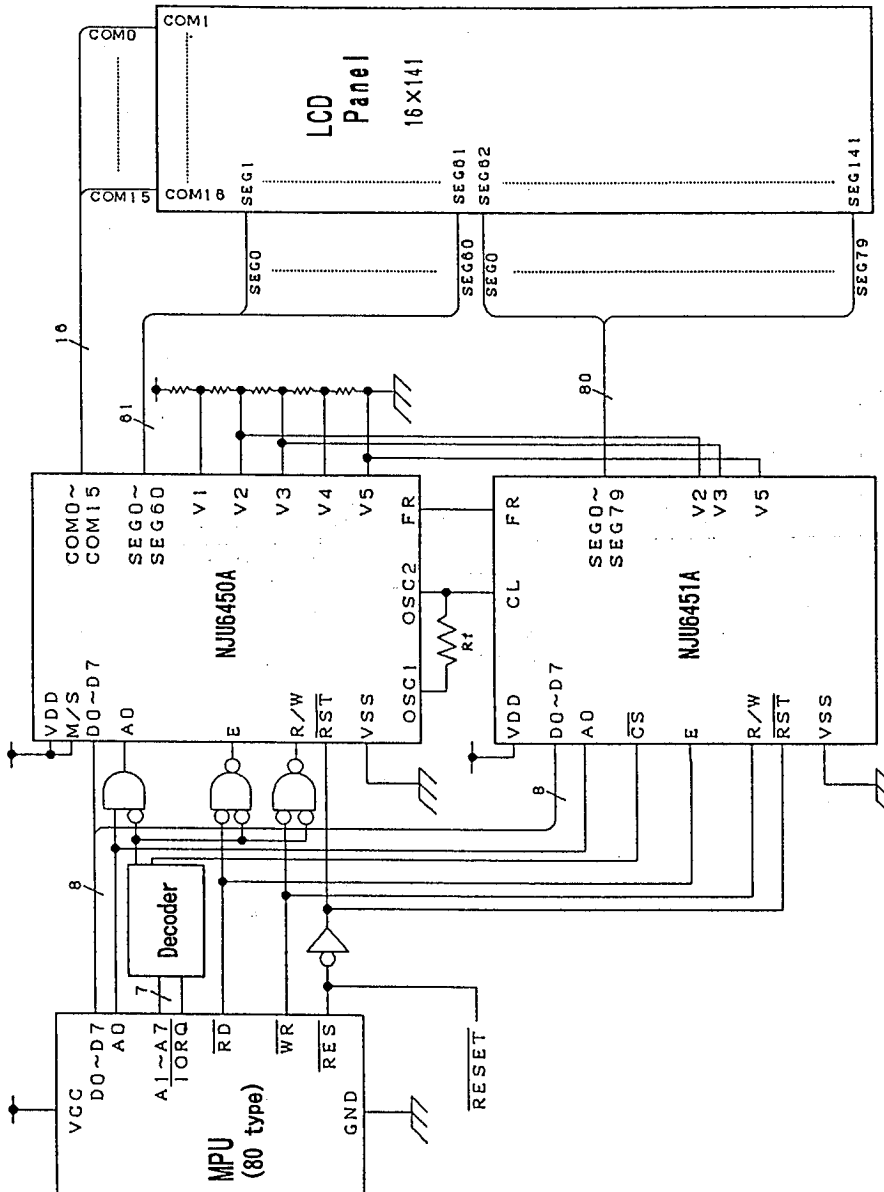 MPU
(80 type)
VCC
D0~D7
A0
A1~A7
IORQ
RD
WR
RES
GND
RESET
8
7
Decoder
8
VDD
M/S
D0~D7
A0
E
R/W
RST
VSS
NJU6450A
COM0~
COM15
SEG0~
SEG60
V1
V2
V3
V4
V5
OSC1
OSC2
FR
Rf
VDD
D0~D7
A0
CS
E
R/W
RST
VSS
NJU6451A
CL
FR
SEG0~
SEG79
V2
V3
V5
16
61
80
COM0
COM15
SEG0
SEG60
SEG0
SEG79
COM1
COM16
SEG1
SEG61
SEG62
SEG141
LCD
Panel
16×141